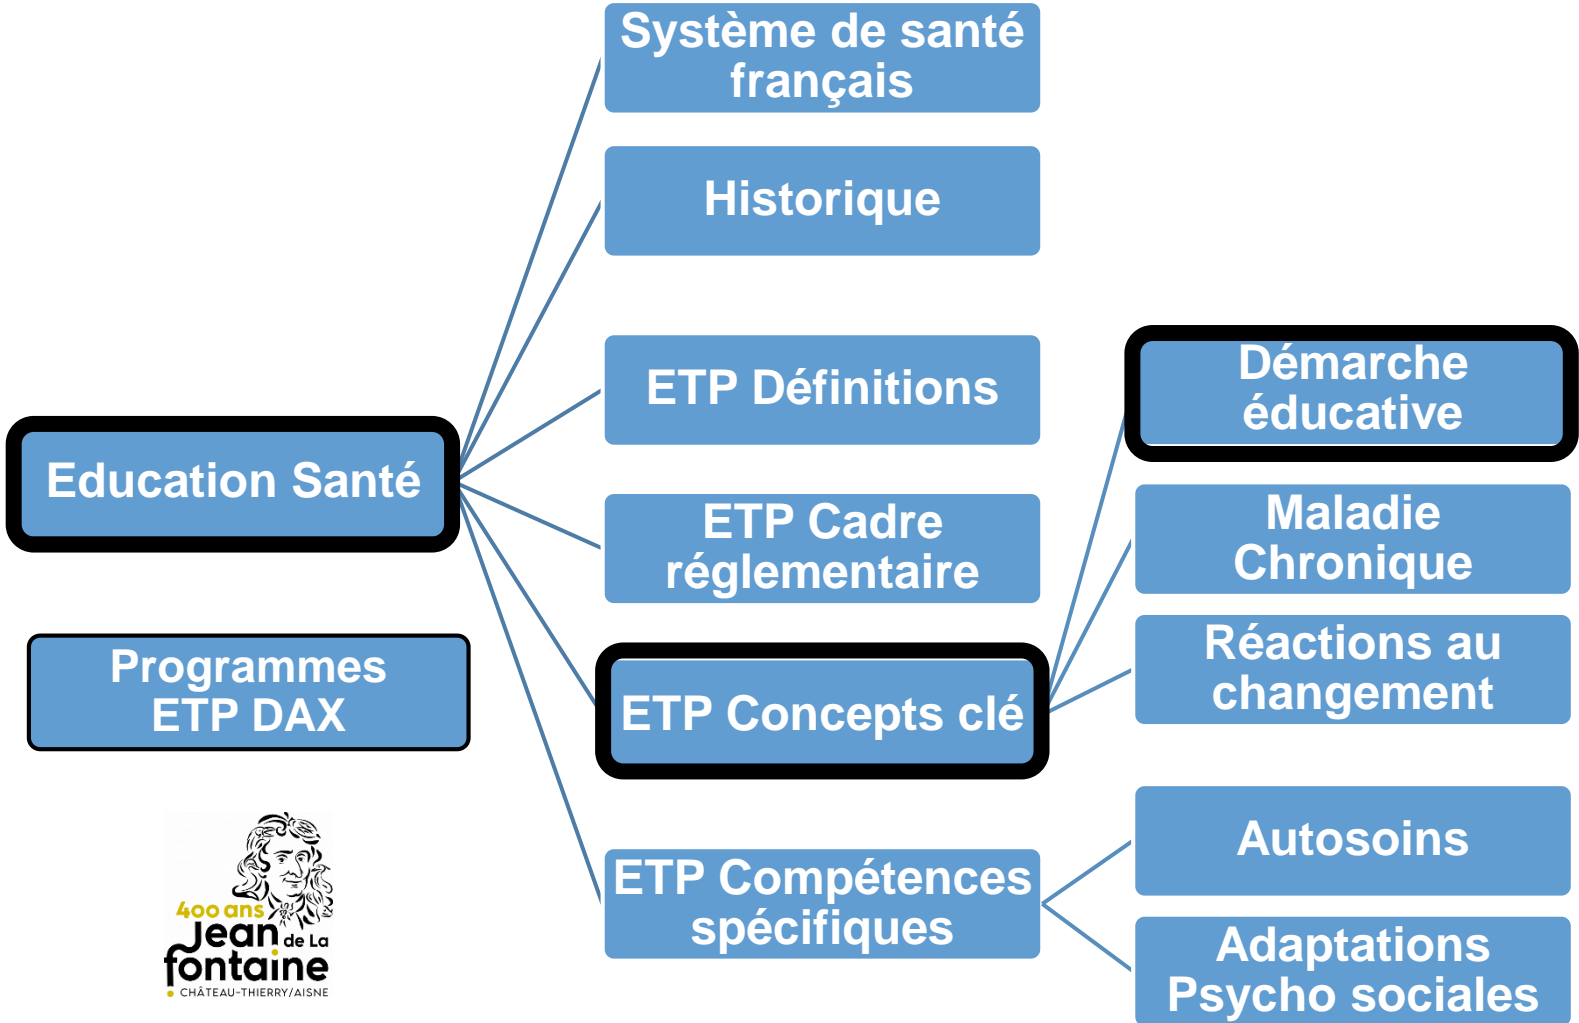 Système de santé
français
Historique
ETP Définitions
Démarche
éducative
Education Santé
ETP Cadre
réglementaire
Maladie
Chronique
Programmes
ETP DAX
ETP Concepts clé
Réactions au
changement
ETP Compétences
spécifiques
Autosoins
Adaptations
Psycho sociales
400 ans
Jean de La
fontaine
CHÂTEAU-THIERRY/AISNE